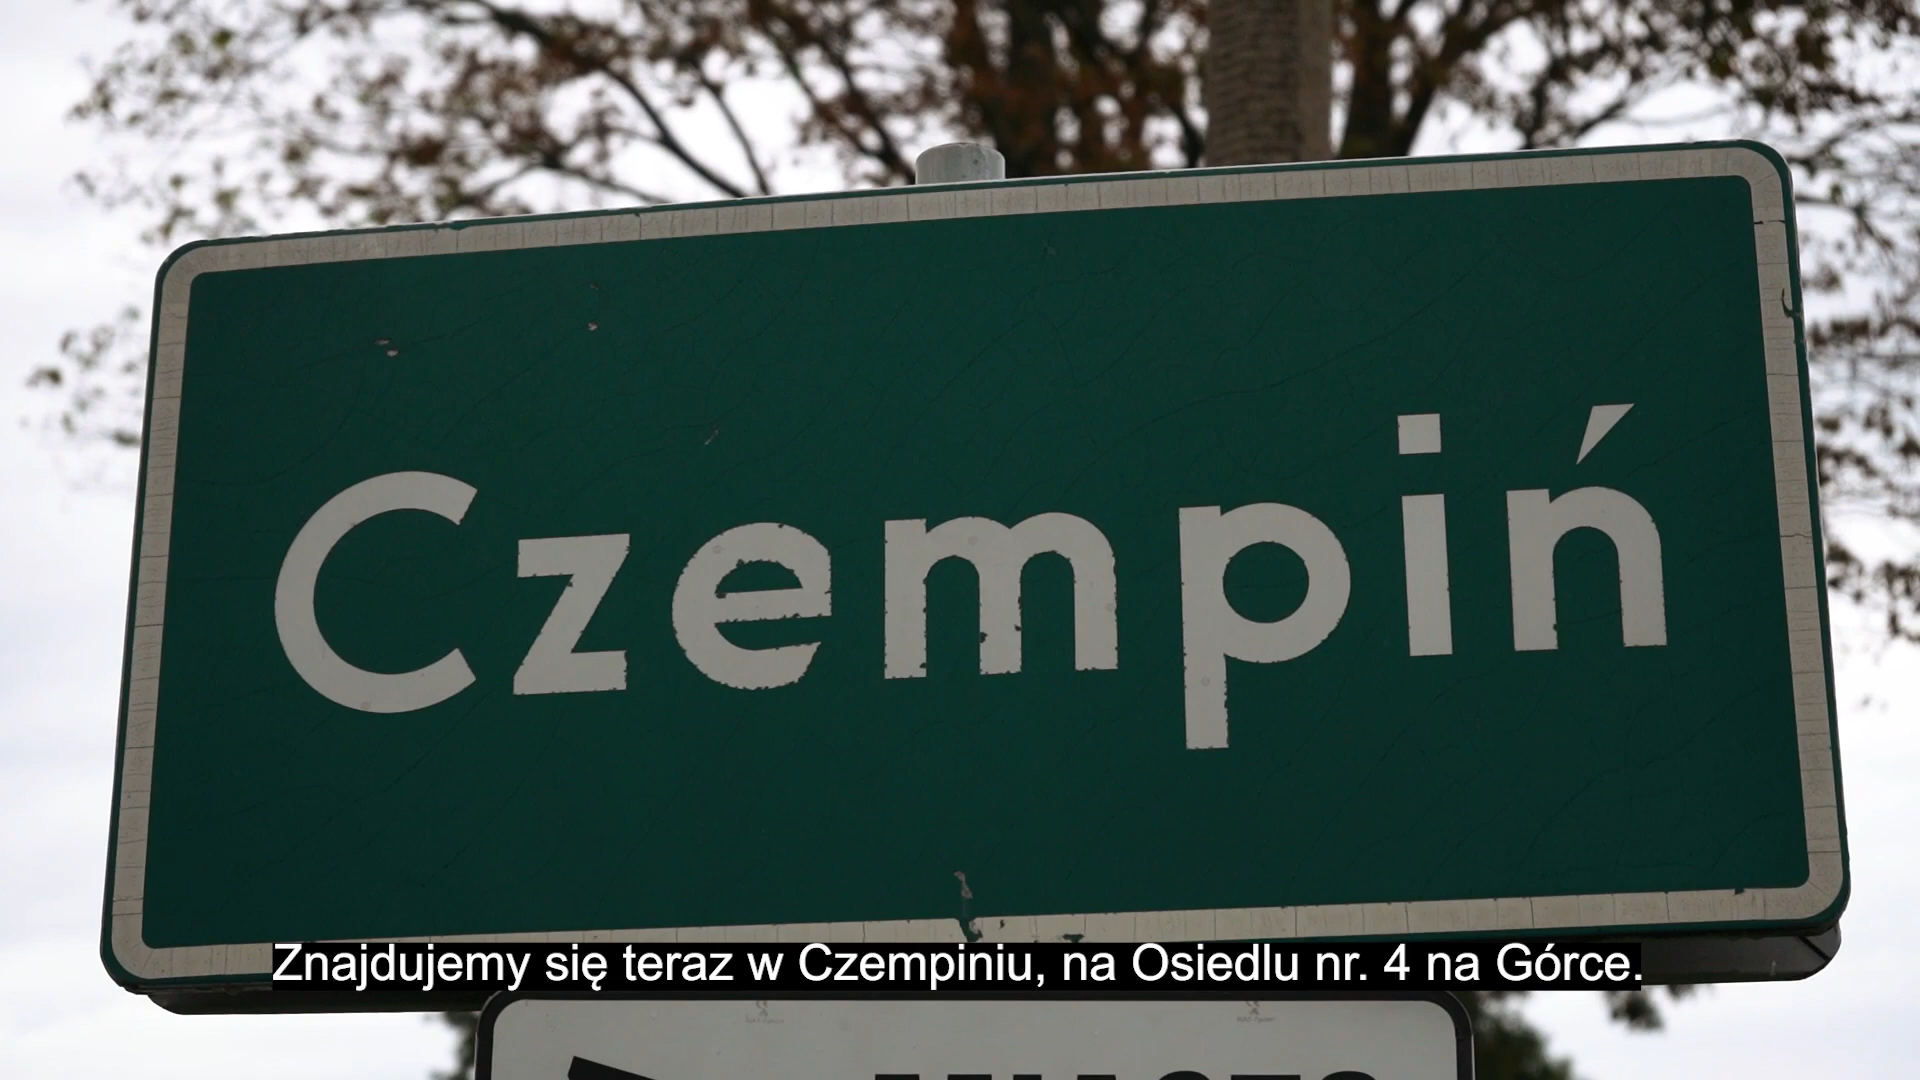 Czempiń
Znajdujemy się teraz w Czempiniu, na Osiedlu nr. 4 na Górce.